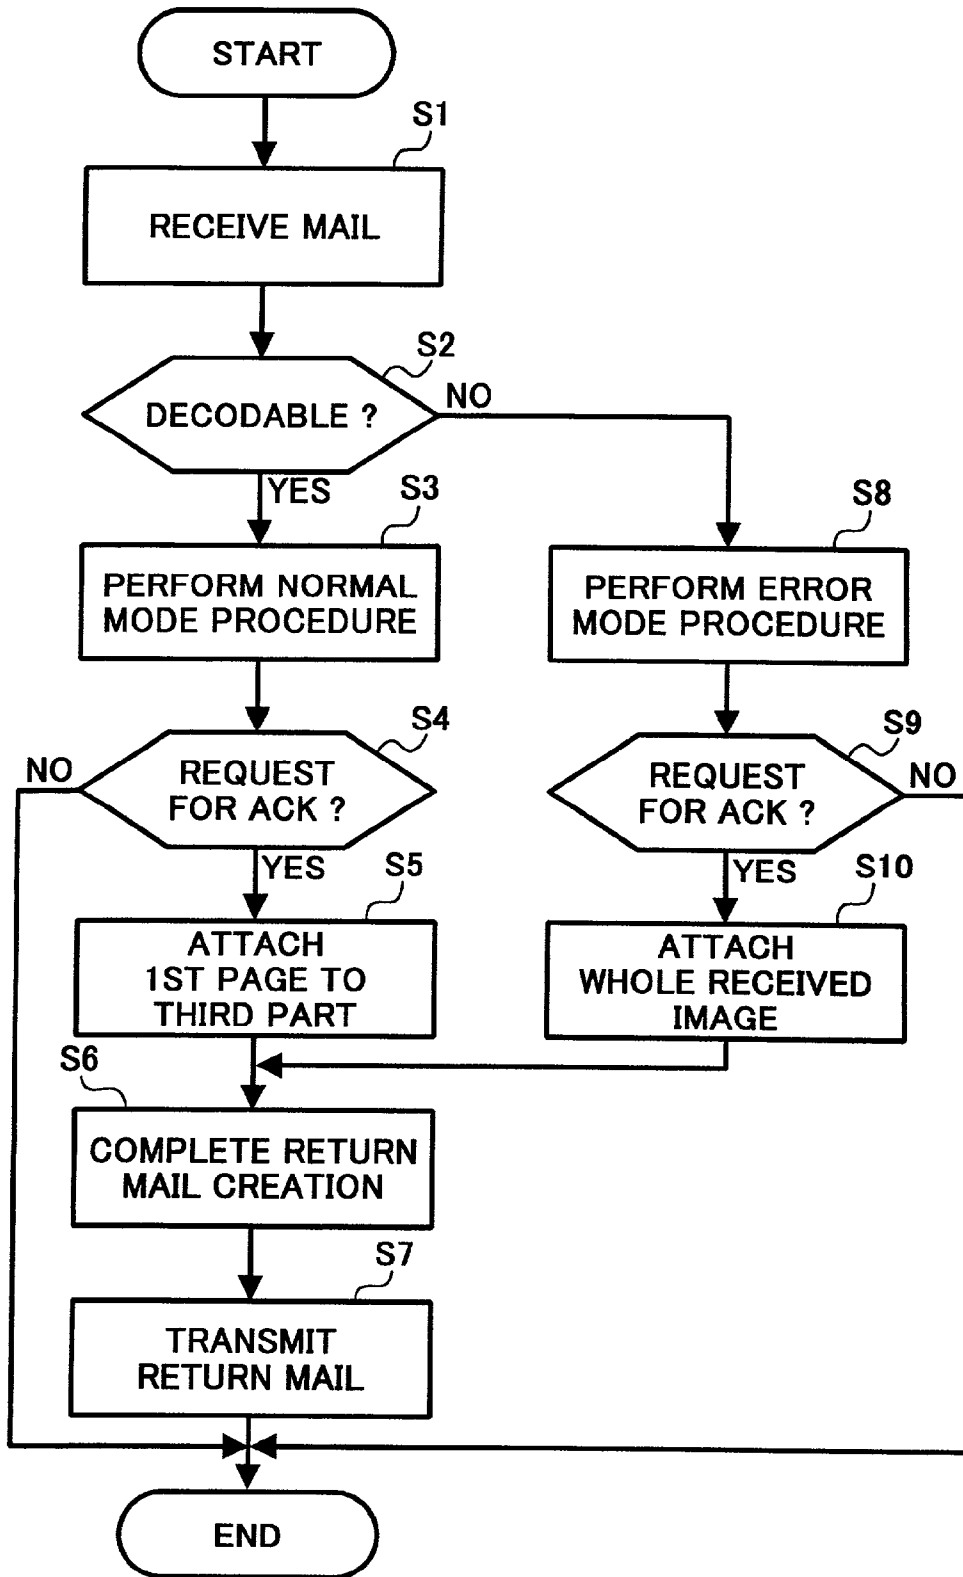 START
S1
RECEIVE MAIL
S2
DECODABLE ?
NO
YES
S3
PERFORM NORMAL
MODE PROCEDURE
S8
PERFORM ERROR
MODE PROCEDURE
S4
NO
REQUEST
FOR ACK ?
YES
S9
REQUEST
FOR ACK ?
NO
YES
S5
ATTACH
1ST PAGE TO
THIRD PART
S10
ATTACH
WHOLE RECEIVED
IMAGE
S6
COMPLETE RETURN
MAIL CREATION
S7
TRANSMIT
RETURN MAIL
END